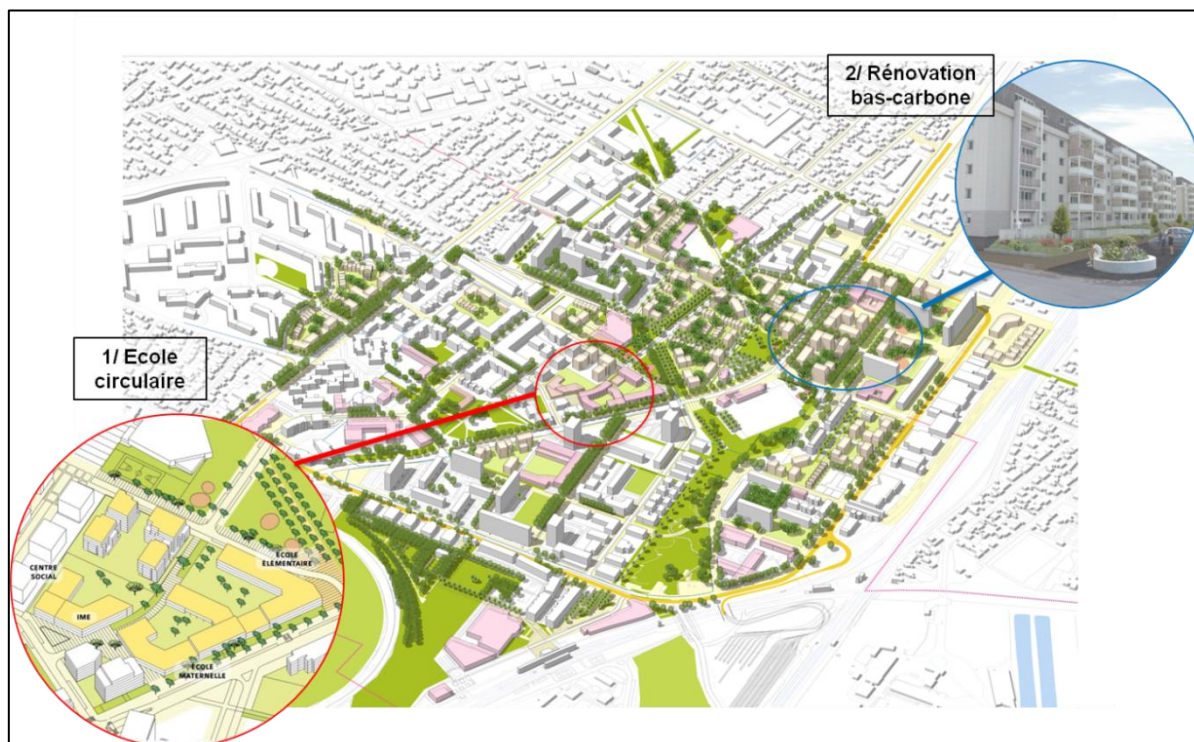 2/ Rénovation
bas-carbone
1/ Ecole
circulaire
ÉCOLE
ÉLÉMENTAIRE
CENTRE
SOCIAL
IME
ÉCOLE
MATERNELLE